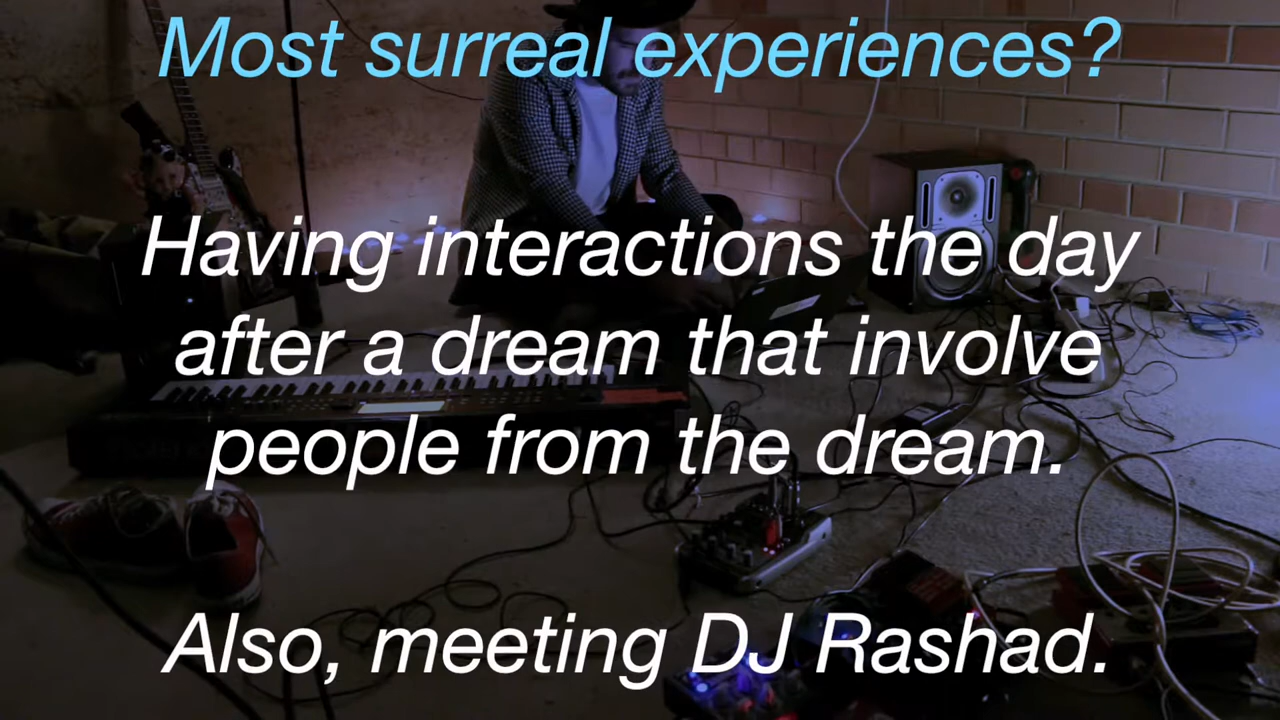 Most surreal experiences?
Having interactions the day
after a dream that involve
people from the dream.
Also, meeting DJ Rashad.